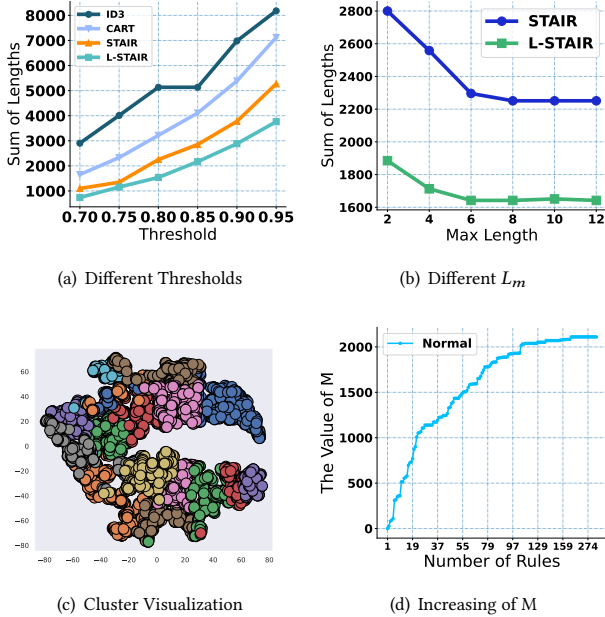 8000
7000
6000
5000
4000
3000
2000
1000
Sum of Lengths
ID3
CART
STAIR
L-STAIR
0.70 0.75 0.80 0.85 0.90 0.95
Threshold
(a) Different Thresholds
2800
2600
2400
2200
2000
1800
1600
Sum of Lengths
STAIR
L-STAIR
2 4 6 8 10 12
Max Length
(b) Different Lm
60
40
20
0
−20
−40
−60
−80
−80 −60 −40 −20 0 20 40 60 80
(c) Cluster Visualization
2000
1500
1000
500
0
The Value of M
Normal
1 19 37 55 79 97 129 159 274
Number of Rules
(d) Increasing of M